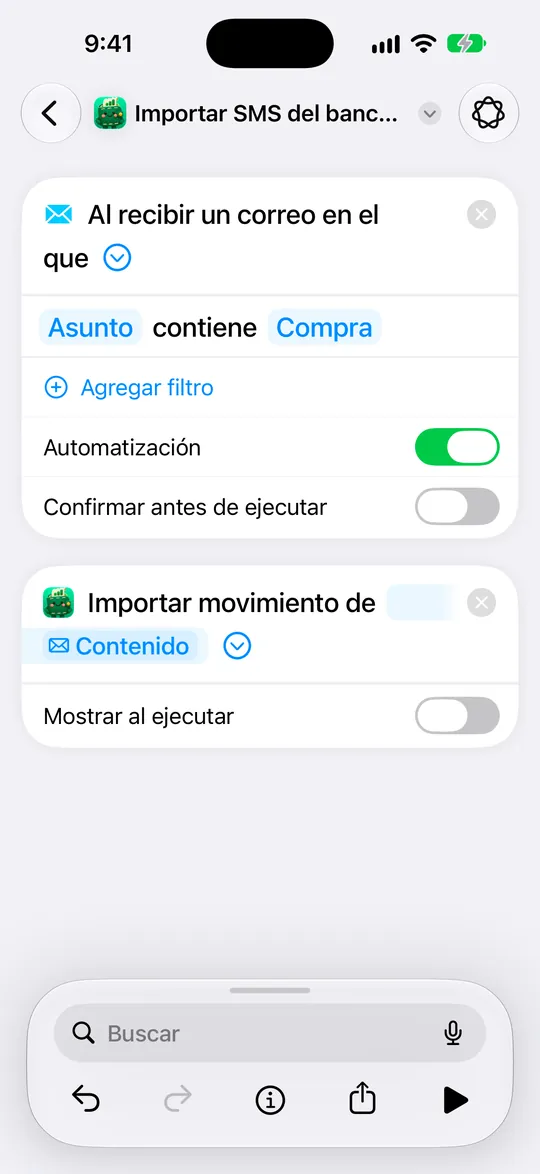 9:41
Importar SMS del banc...
Al recibir un correo en el
que
Asunto contiene Compra
Agregar filtro
Automatización
Confirmar antes de ejecutar
Importar movimiento de
Contenido
Mostrar al ejecutar
Buscar